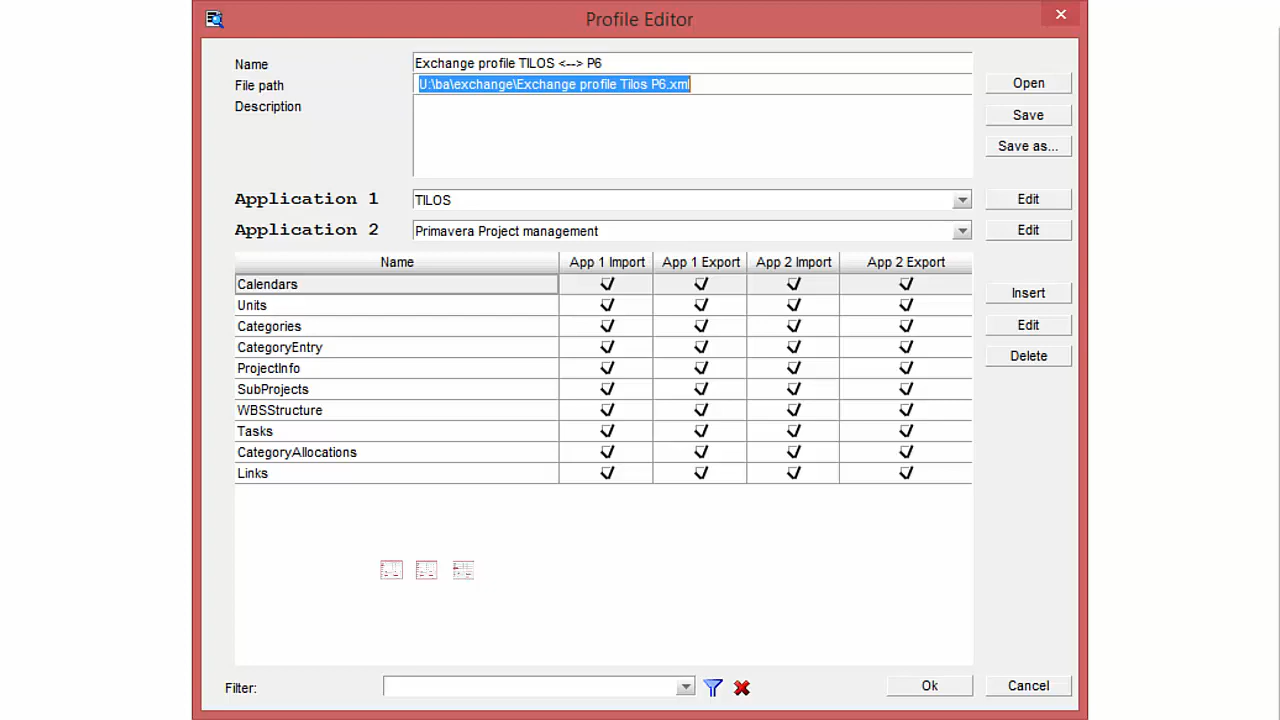 Profile Editor
Name
Exchange profile TILOS <--> P6
File path
U:\ba\exchange\Exchange profile Tilos P6.xml
Open
Description
Save
Save as...
Application 1
TILOS
Edit
Application 2
Primavera Project management
Edit
Name App 1 Import App 1 Export App 2 Import App 2 Export
Calendars
Insert
Units
Categories
Edit
CategoryEntry
Delete
ProjectInfo
SubProjects
WBSStructure
Tasks
CategoryAllocations
Links
Filter:
Ok
Cancel